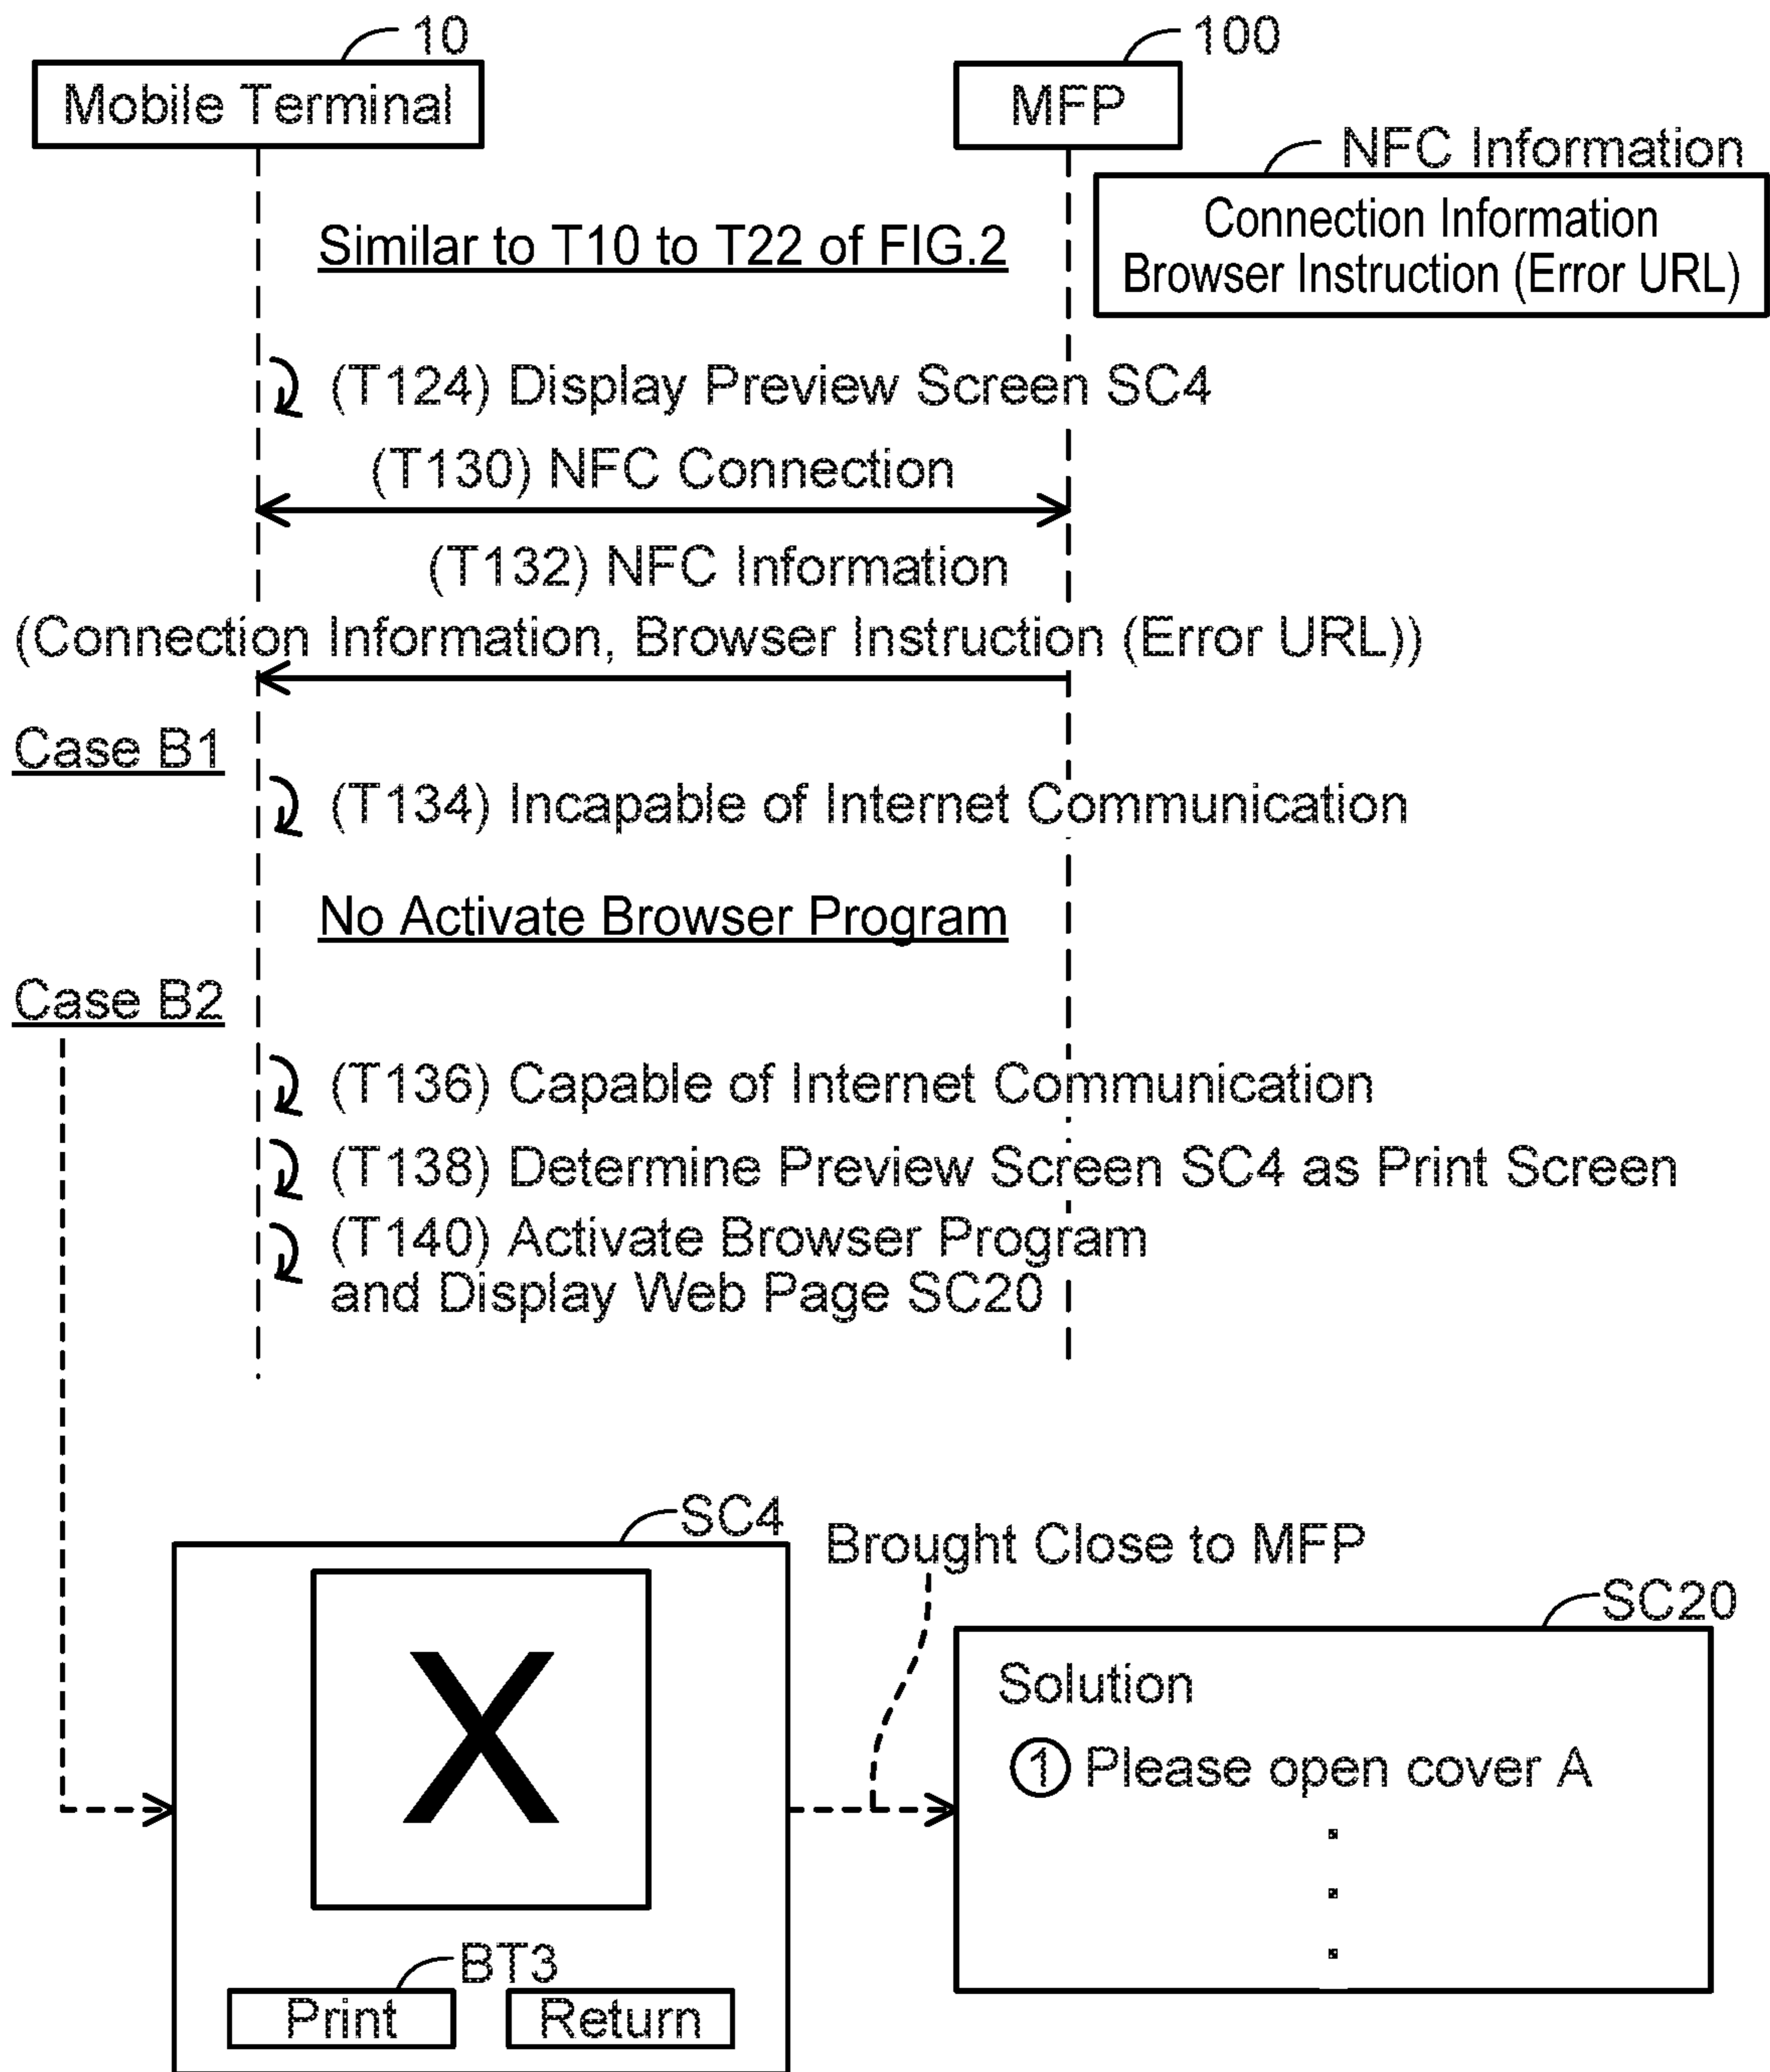 10
100
Mobile Terminal
MFP
NFC Information
Connection Information
Browser Instruction (Error URL)
Similar to T10 to T22 of FIG.2
(T124) Display Preview Screen SC4
(T130) NFC Connection
(T132) NFC Information
(Connection Information, Browser Instruction (Error URL))
Case B1
(T134) Incapable of Internet Communication
No Activate Browser Program
Case B2
(T136) Capable of Internet Communication
(T138) Determine Preview Screen SC4 as Print Screen
(T140) Activate Browser Program
and Display Web Page SC20
SC4
Brought Close to MFP
SC20
X
Solution
① Please open cover A
BT3
Print
Return